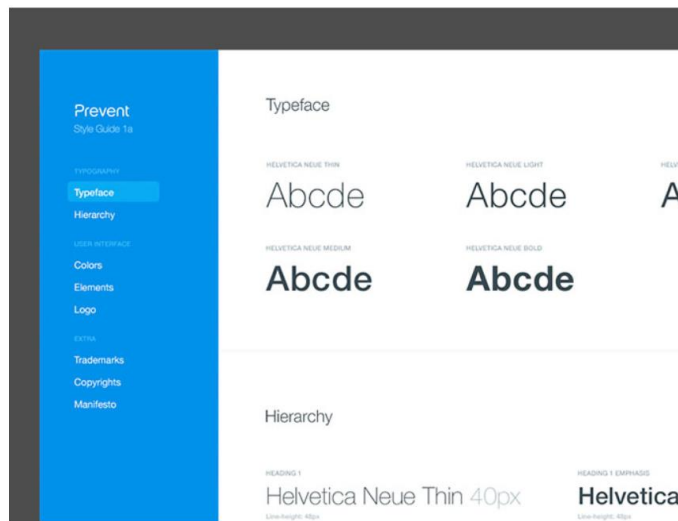 Prevent
Style Guide 1a
TYPOGRAPHY
Typeface
Hierarchy
USER INTERFACE
Colors
Elements
Logo
EXTRA
Trademarks
Copyrights
Manifesto
Typeface
HELVETICA NEUE THIN
Abcde
HELVETICA NEUE LIGHT
Abcde
HELV
A
HELVETICA NEUE MEDIUM
Abcde
HELVETICA NEUE BOLD
Abcde
Hierarchy
HEADING 1
Helvetica Neue Thin 40px
Line-height: 48px
HEADING 1 EMPHASIS
Helvetica
Line-height: 48px